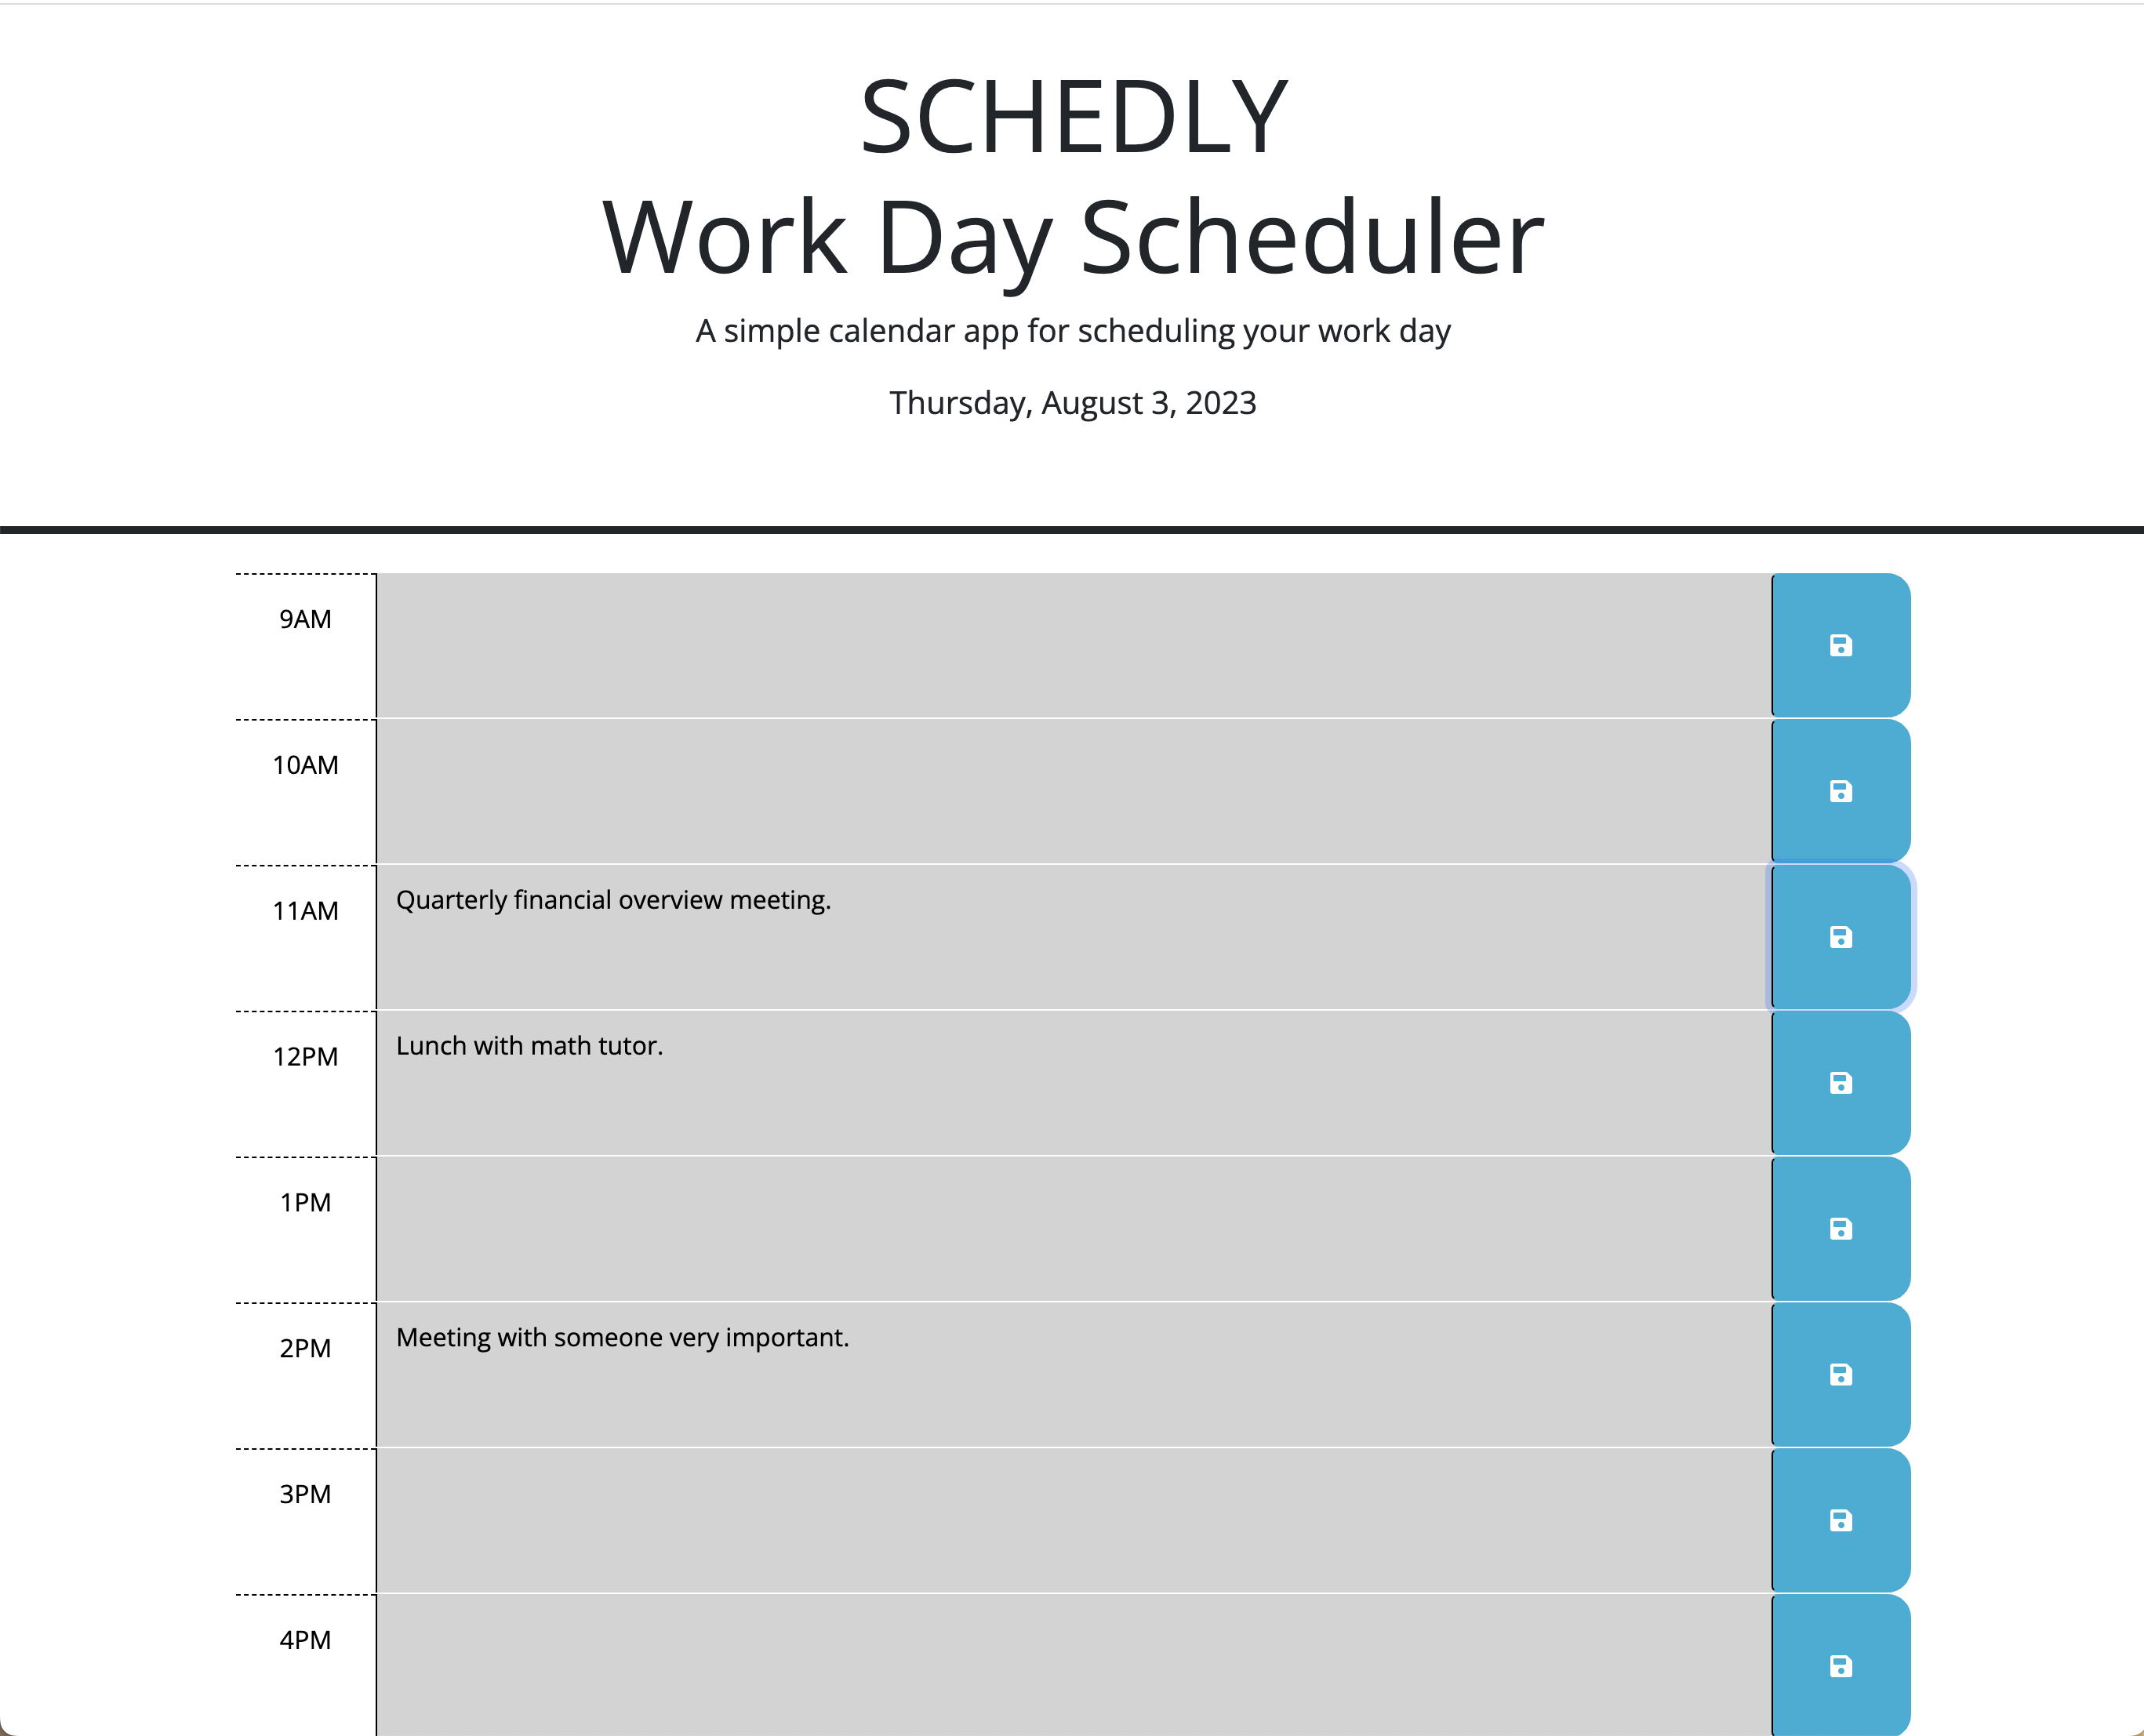 SCHEDLY
Work Day Scheduler
A simple calendar app for scheduling your work day
Thursday, August 3, 2023
9AM
10AM
11AM
Quarterly financial overview meeting.
12PM
Lunch with math tutor.
1PM
2PM
Meeting with someone very important.
3PM
4PM